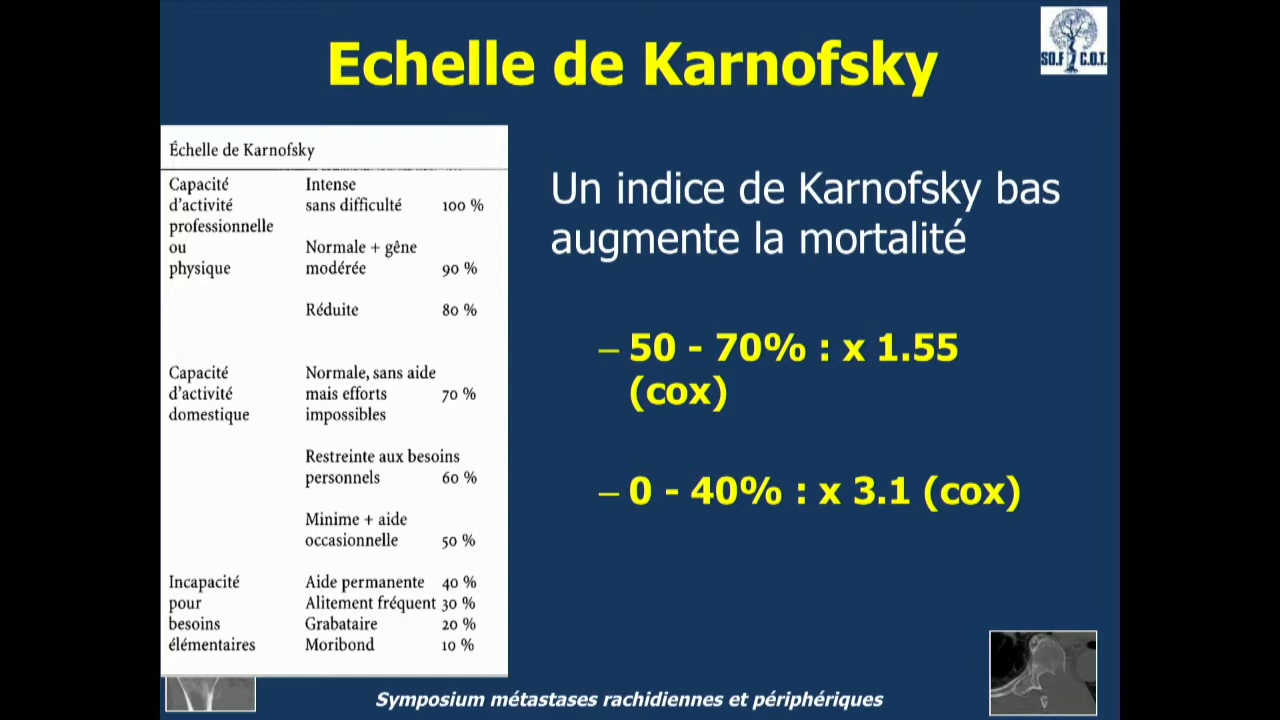 Echelle de Karnofsky
SO.F C.O.T.
Échelle de Karnofsky
Capacité Intense
d'activité sans difficulté 100 %
professionnelle
ou Normale + gêne
physique modérée 90 %
Réduite 80 %
Capacité Normale, sans aide
d'activité mais efforts 70 %
domestique impossibles
Restreinte aux besoins
personnels 60 %
Minime + aide
occasionnelle 50 %
Incapacité Aide permanente 40 %
pour Alitement fréquent 30 %
besoins Grabataire 20 %
élémentaires Moribond 10 %
Un indice de Karnofsky bas
augmente la mortalité
– 50 - 70% : x 1.55
(cox)
– 0 - 40% : x 3.1 (cox)
Symposium métastases rachidiennes et périphériques